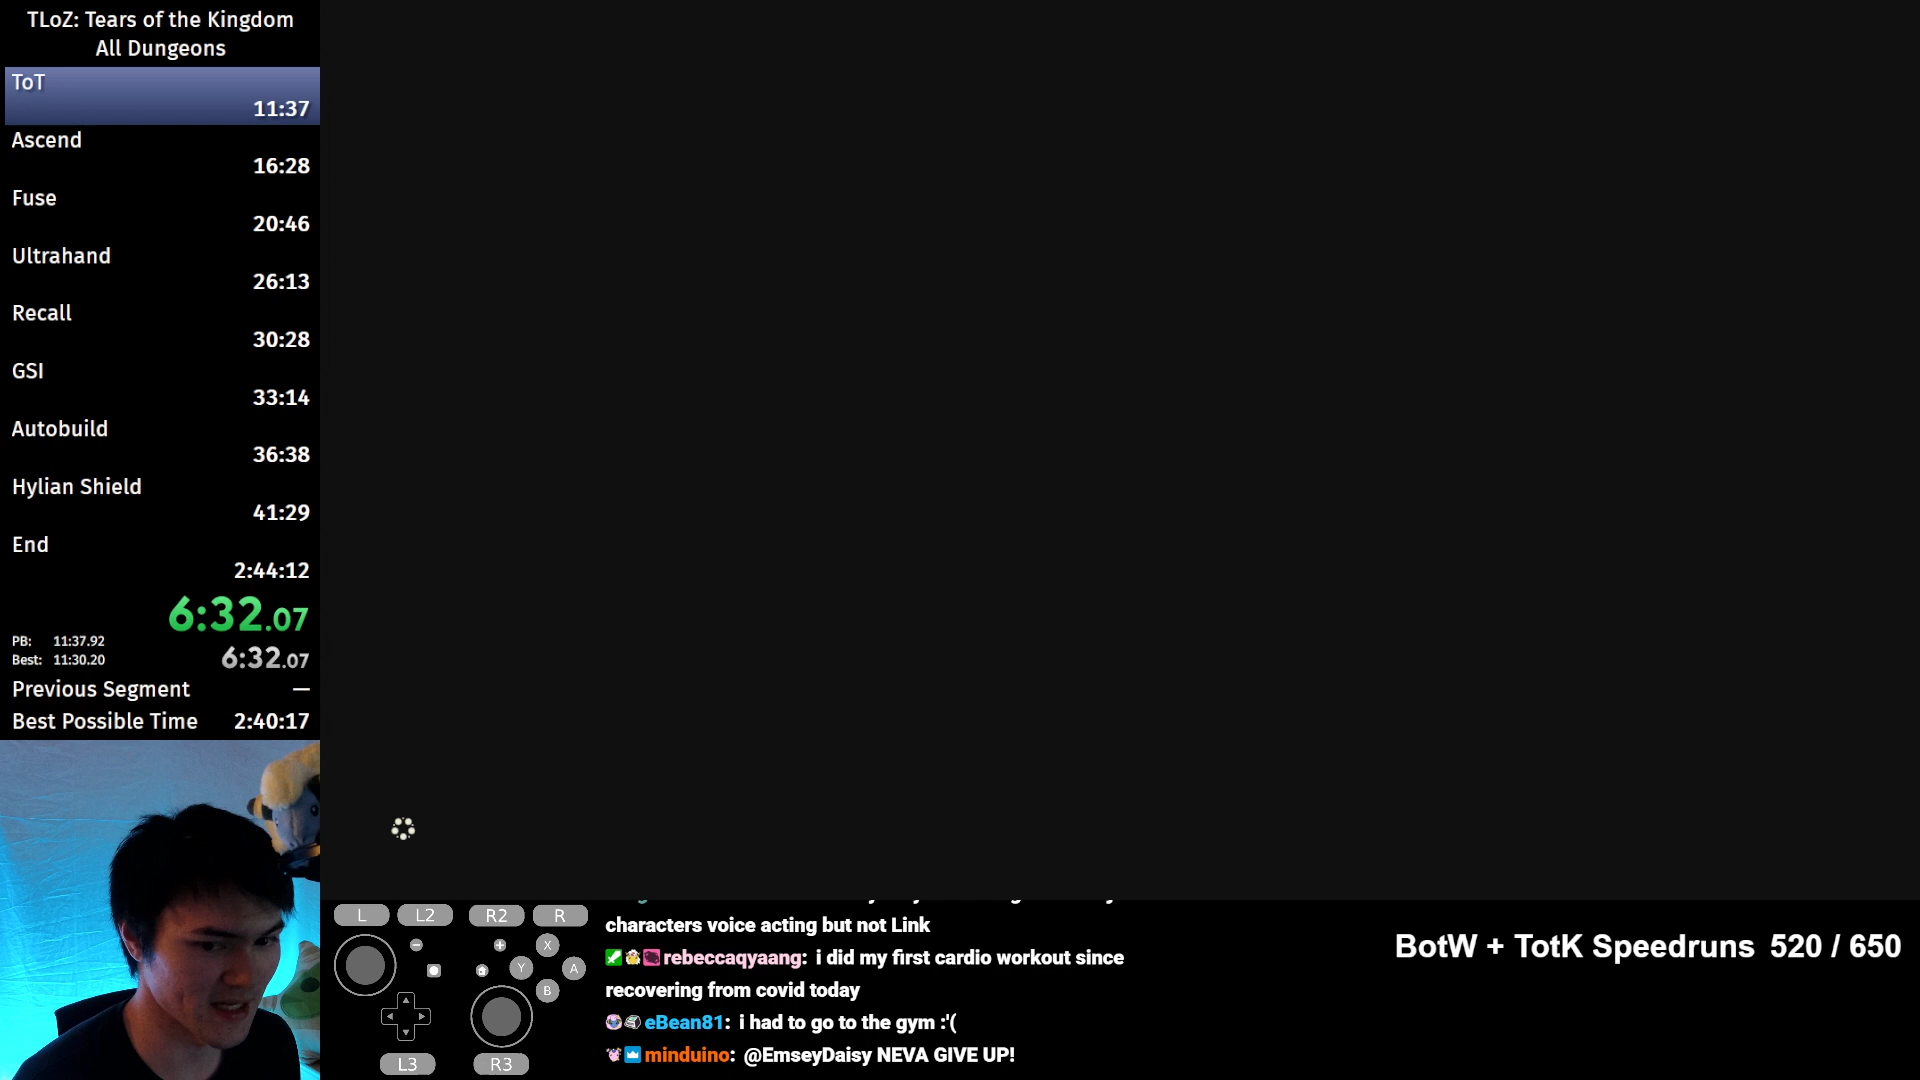 TLoZ: Tears of the Kingdom
All Dungeons
ToT
11:37
Ascend
16:28
Fuse
20:46
Ultrahand
26:13
Recall
30:28
GSI
33:14
Autobuild
36:38
Hylian Shield
41:29
End
2:44:12
6:32.07
PB: 11:37.92
Best: 11:30.20
6:32.07
Previous Segment —
Best Possible Time 2:40:17
L L2 R2 R
X
Y A
B
L3 R3
characters voice acting but not Link
rebeccaqyaang: i did my first cardio workout since
recovering from covid today
eBean81: i had to go to the gym :'(
minduino: @EmseyDaisy NEVA GIVE UP!
BotW + TotK Speedruns 520 / 650